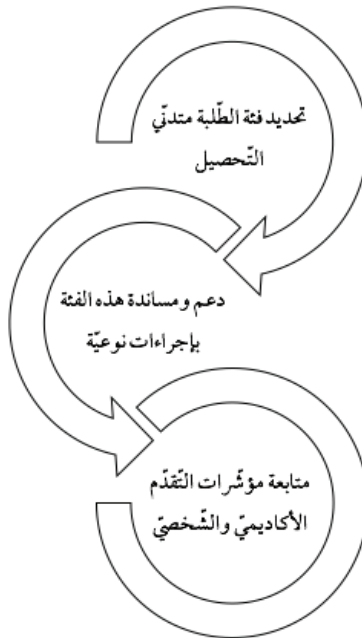 تحديد فئة الطّلبة متدنّي
التّحصيل
دعم ومساندة هذه الفئة
بإجراءات نوعيّة
متابعة مؤشّرات التّقدّم
الأكاديميّ والشّخصيّ